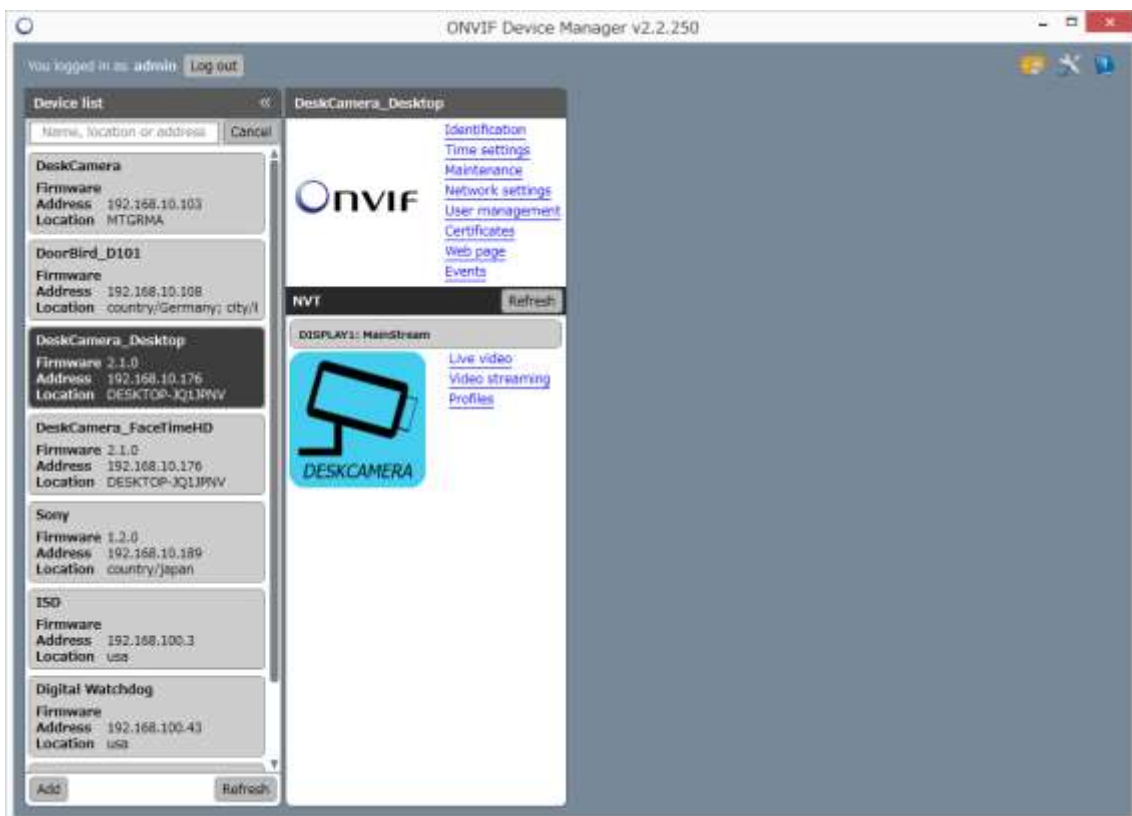 ONVIF Device Manager v2.2.250
You logged in as admin Log out
Device list «
Name, location or address Cancel
DeskCamera
Firmware
Address 192.168.10.103
Location MTGRMA
DoorBird_D101
Firmware
Address 192.168.10.108
Location country/Germany; city/
DeskCamera_Desktop
Firmware 2.1.0
Address 192.168.10.176
Location DESKTOP-JQ1JPNV
DeskCamera_FaceTimeHD
Firmware 2.1.0
Address 192.168.10.176
Location DESKTOP-JQ1JPNV
Sony
Firmware 1.2.0
Address 192.168.10.189
Location country/japan
ISD
Firmware
Address 192.168.100.3
Location usa
Digital Watchdog
Firmware
Address 192.168.100.43
Location usa
Add Refresh
DeskCamera_Desktop
ONVIF
Identification
Time settings
Maintenance
Network settings
User management
Certificates
Web page
Events
NVT Refresh
DISPLAY1: MainStream
DESKCAMERA
Live video
Video streaming
Profiles